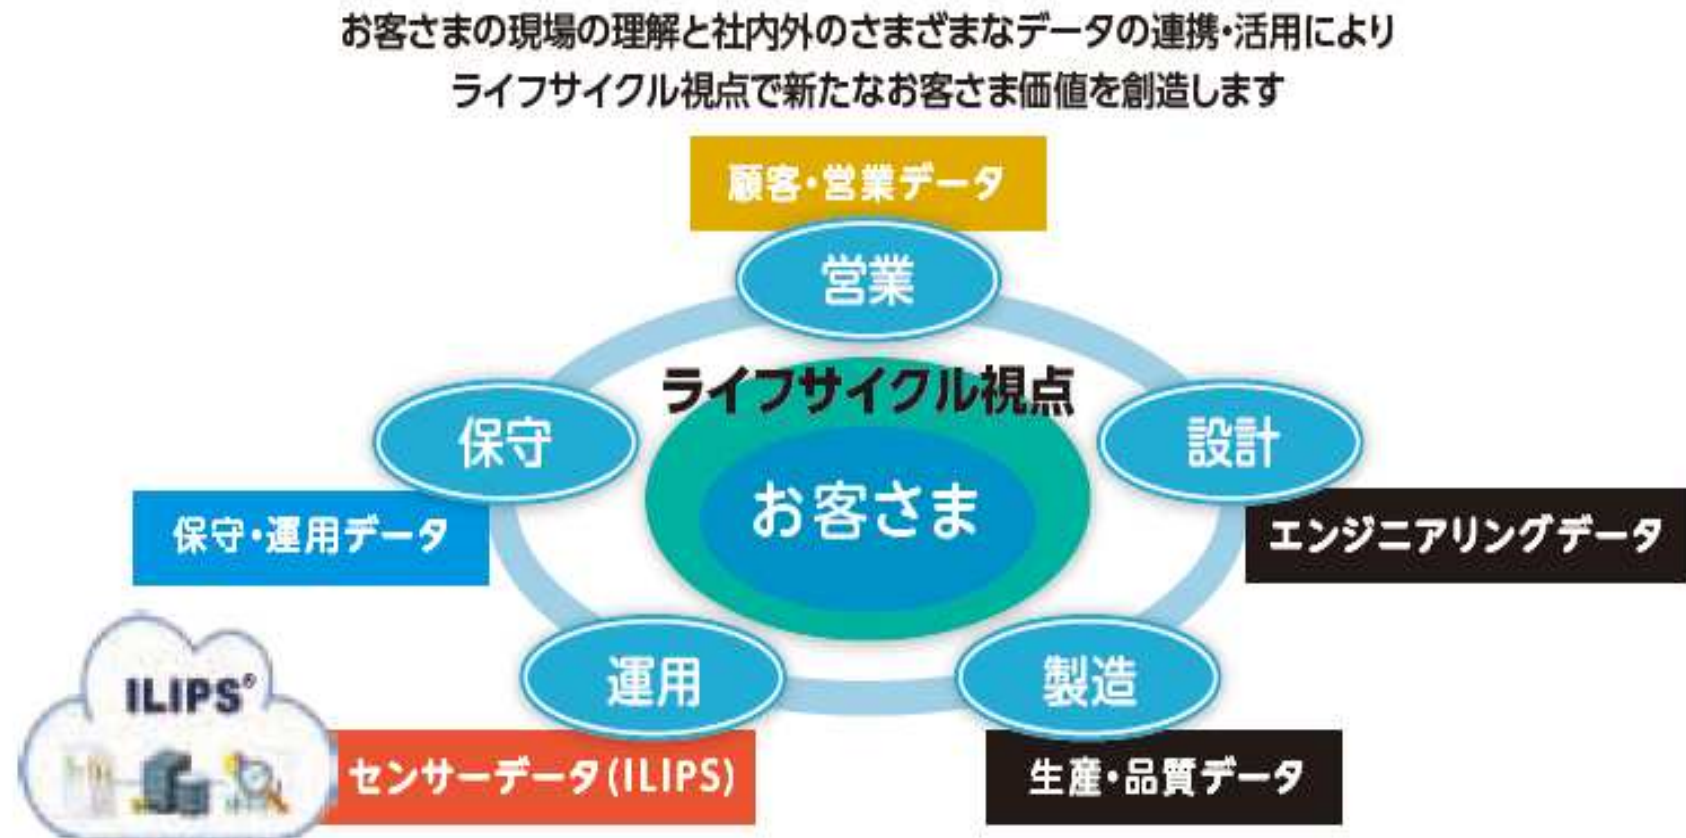 お客さまの現場の理解と社内外のさまざまなデータの連携・活用により
ライフサイクル視点で新たなお客さま価値を創造します
顧客・営業データ
営業
ライフサイクル視点
保守
設計
お客さま
保守・運用データ
エンジニアリングデータ
運用
製造
ILIPS®
センサーデータ(ILIPS)
生産・品質データ